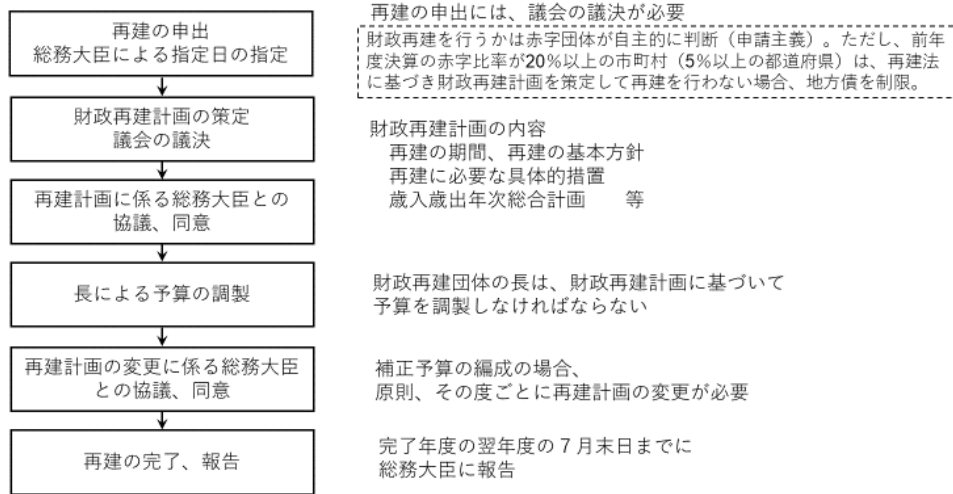 再建の申出
総務大臣による指定日の指定
再建の申出には、議会の議決が必要
財政再建を行うかは赤字団体が自主的に判断（申請主義）。ただし、前年
度決算の赤字比率が20%以上の市町村（5%以上の都道府県）は、再建法
に基づき財政再建計画を策定して再建を行わない場合、地方債を制限。
財政再建計画の策定
議会の議決
財政再建計画の内容
再建の期間、再建の基本方針
再建に必要な具体的措置
歳入歳出年次総合計画　　等
再建計画に係る総務大臣との
協議、同意
長による予算の調製
財政再建団体の長は、財政再建計画に基づいて
予算を調製しなければならない
再建計画の変更に係る総務大臣
との協議、同意
補正予算の編成の場合、
原則、その度ごとに再建計画の変更が必要
再建の完了、報告
完了年度の翌年度の７月末日までに
総務大臣に報告